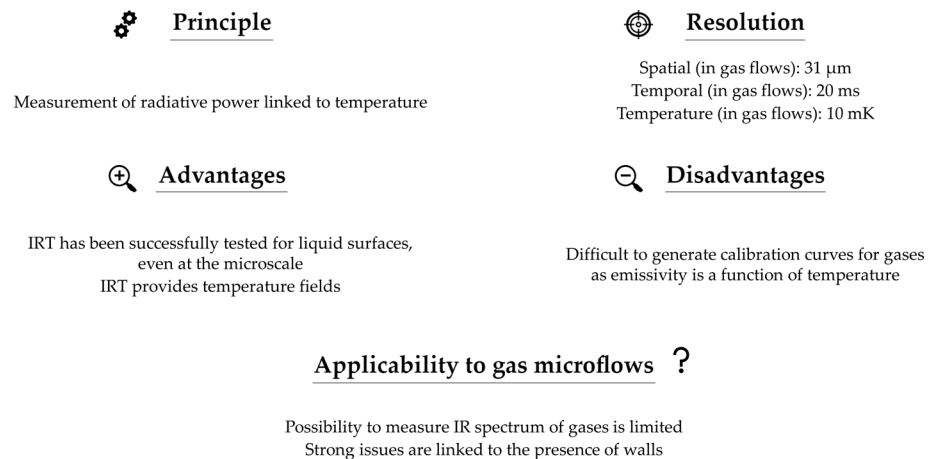 Principle
Measurement of radiative power linked to temperature
Resolution
Spatial (in gas flows): 31 µm
Temporal (in gas flows): 20 ms
Temperature (in gas flows): 10 mK
Advantages
IRT has been successfully tested for liquid surfaces,
even at the microscale
IRT provides temperature fields
Disadvantages
Difficult to generate calibration curves for gases
as emissivity is a function of temperature
Applicability to gas microflows ?
Possibility to measure IR spectrum of gases is limited
Strong issues are linked to the presence of walls